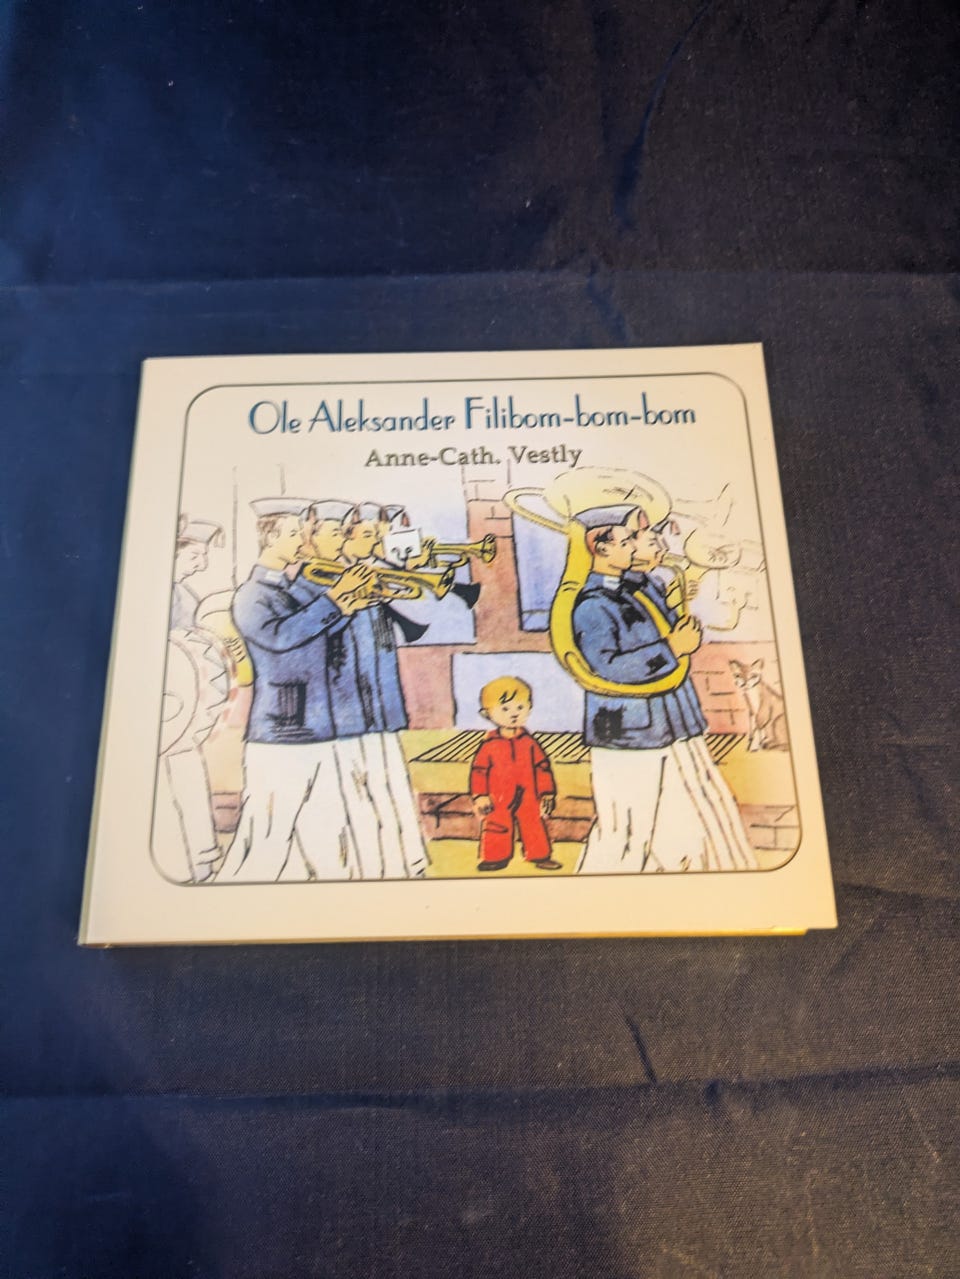 Ole Aleksander Filibom-bom-bom
Anne-Cath. Vestly